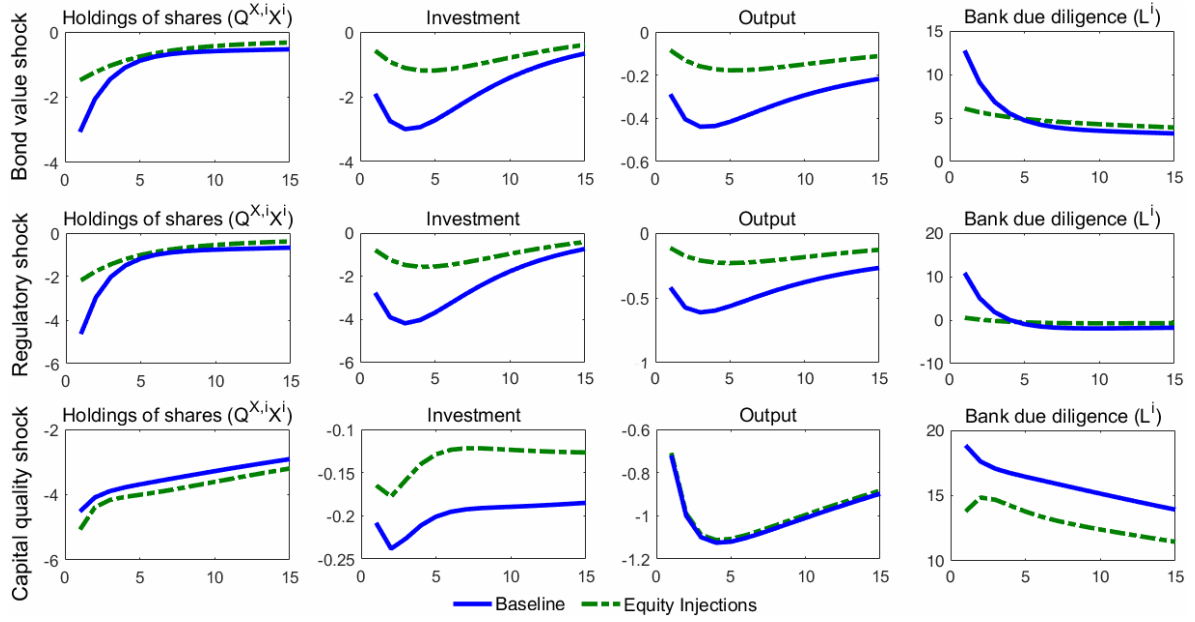 Holdings of shares (Q^X,i X^i) Investment Output Bank due diligence (L^i)
Bond value shock
0 0 0 15
-2 -2 -0.2 10
-0.4 5
-4 -4 -0.6 0
0 5 10 15 0 5 10 15 0 5 10 15 0 5 10 15
Holdings of shares (Q^X,i X^i) Investment Output Bank due diligence (L^i)
Regulatory shock
0 0 0 20
-2 -2 10
-0.5
-4 -4 0
-6 -6 1 -10
0 5 10 15 0 5 10 15 0 5 10 15 0 5 10 15
Holdings of shares (Q^X,i X^i) Investment Output Bank due diligence (L^i)
Capital quality shock
-2 -0.1 -0.6 20
-0.15 -0.8
-4 15
-0.2 -1
-6 -0.25 -1.2 10
0 5 10 15 0 5 10 15 0 5 10 15 0 5 10 15
Baseline Equity Injections